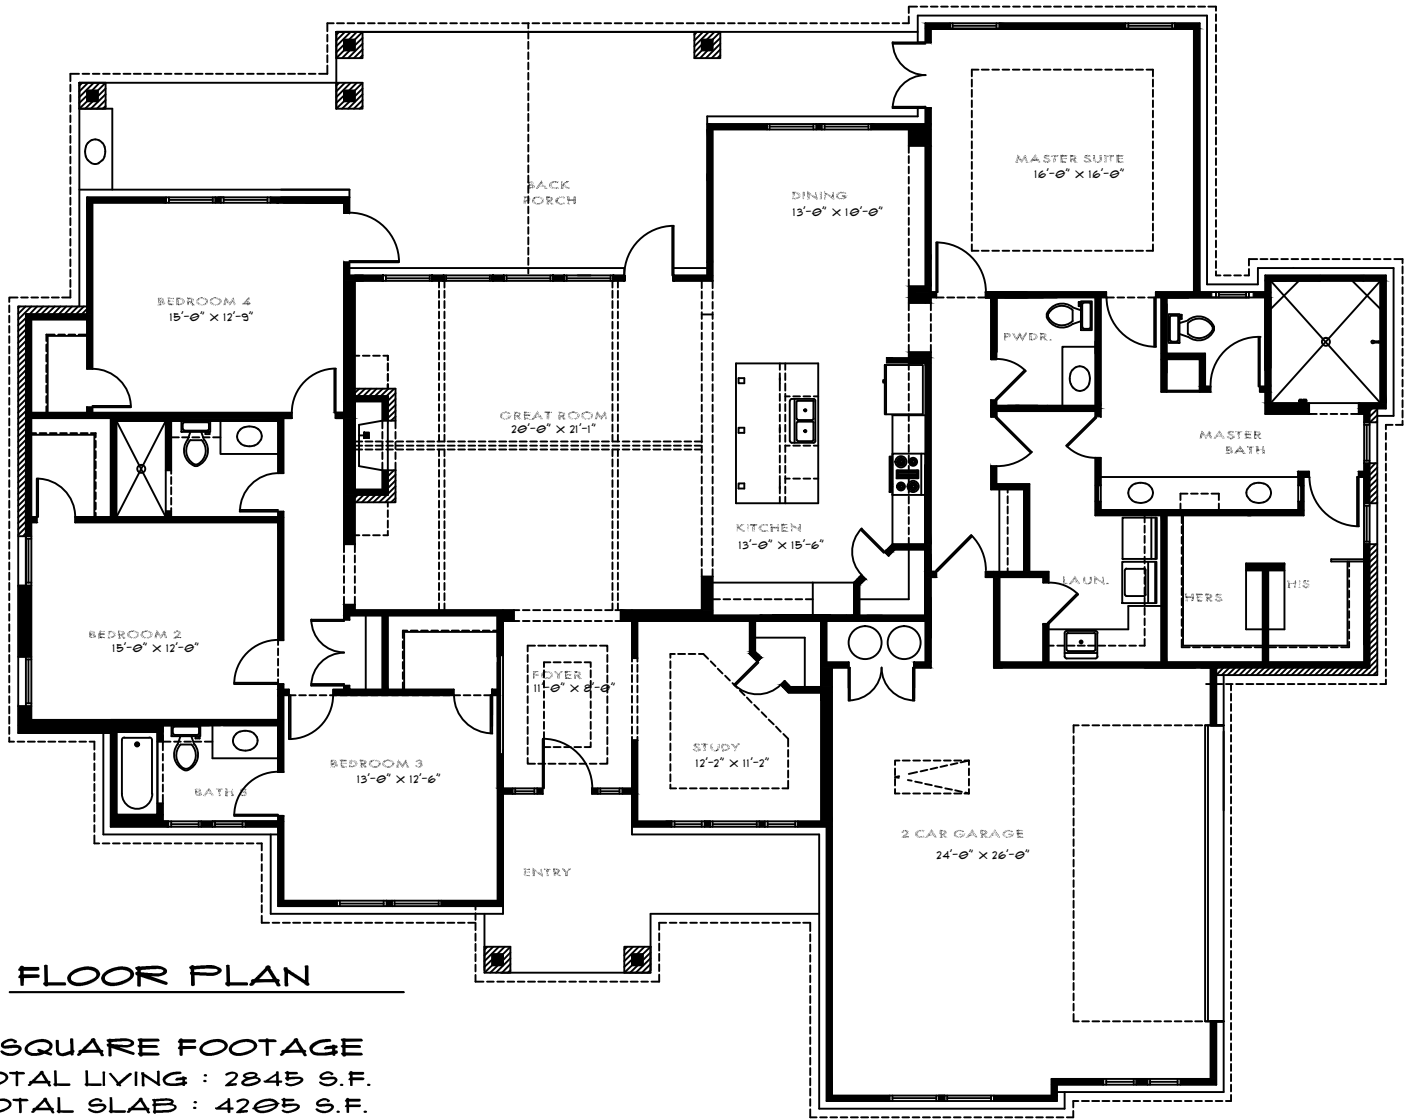 BACK
PORCH
MASTER SUITE
16'-0" X 16'-0"
DINING
13'-0" X 10'-0"
BEDROOM 4
15'-0" X 12'-9"
PWDR.
GREAT ROOM
20'-0" X 21'-1"
MASTER
BATH
KITCHEN
13'-0" X 15'-6"
LAUN.
HIS
HERS
BEDROOM 2
15'-0" X 12'-0"
FOYER
11'-0" X 8'-0"
STUDY
12'-2" X 11'-2"
BEDROOM 3
13'-0" X 12'-6"
BATH 3
2 CAR GARAGE
24'-0" X 26'-0"
ENTRY
FLOOR PLAN
SQUARE FOOTAGE
OTAL LIVING : 2845 S.F.
OTAL SLAB : 4205 S.F.